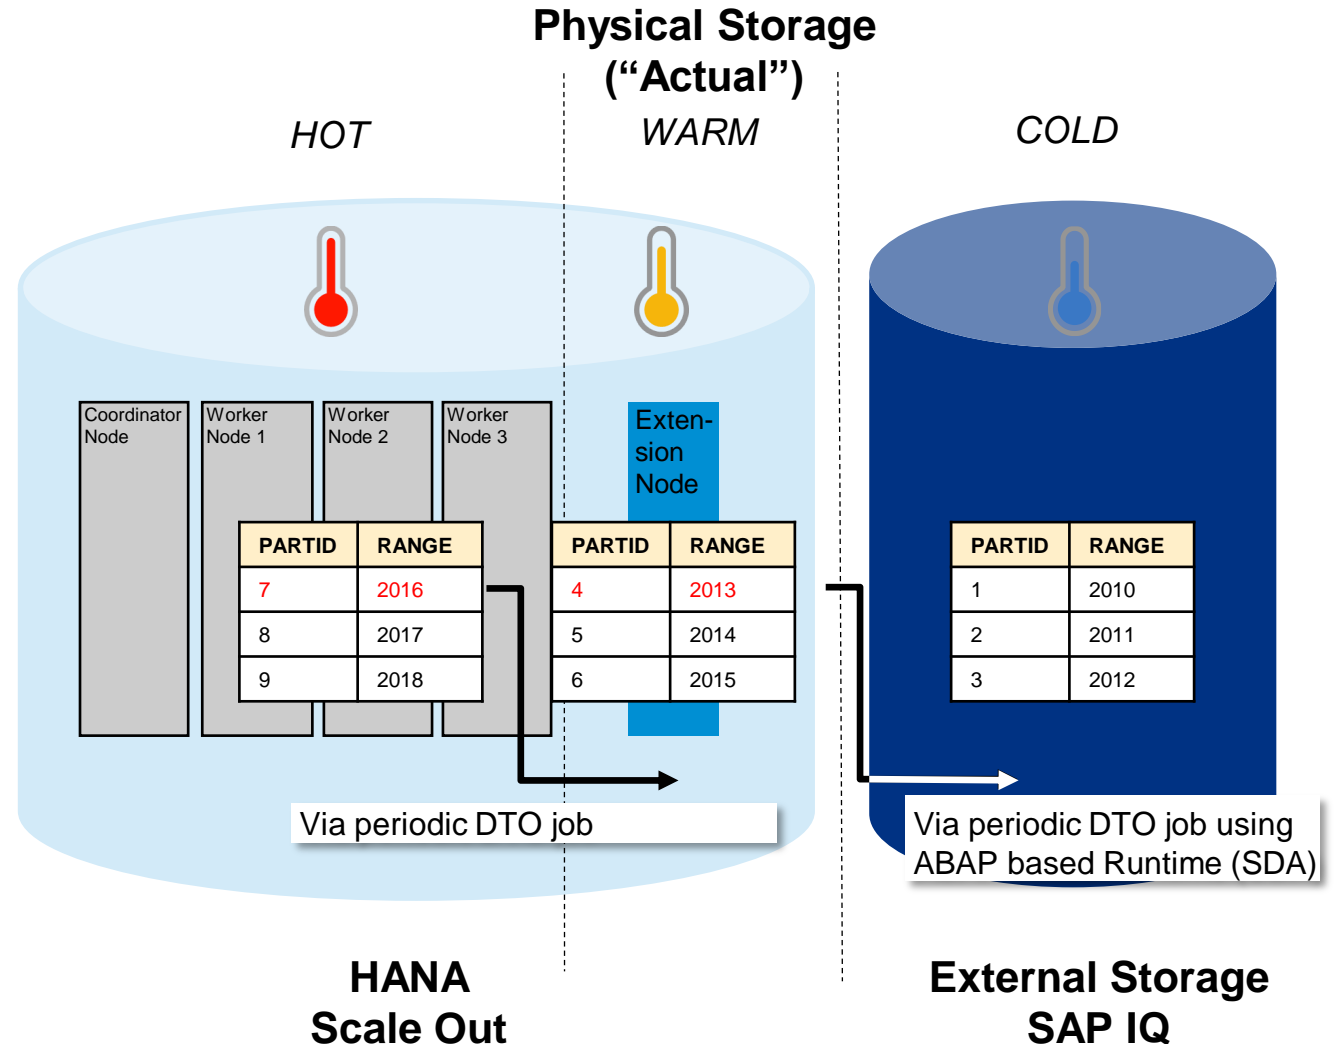 Physical Storage
(“Actual”)
HOT
WARM
COLD
Coordinator
Node
Worker
Node 1
Worker
Node 2
Worker
Node 3
Exten-
sion
Node
PARTID RANGE
7 2016
8 2017
9 2018
PARTID RANGE
4 2013
5 2014
6 2015
PARTID RANGE
1 2010
2 2011
3 2012
Via periodic DTO job
Via periodic DTO job using
ABAP based Runtime (SDA)
HANA
Scale Out
External Storage
SAP IQ